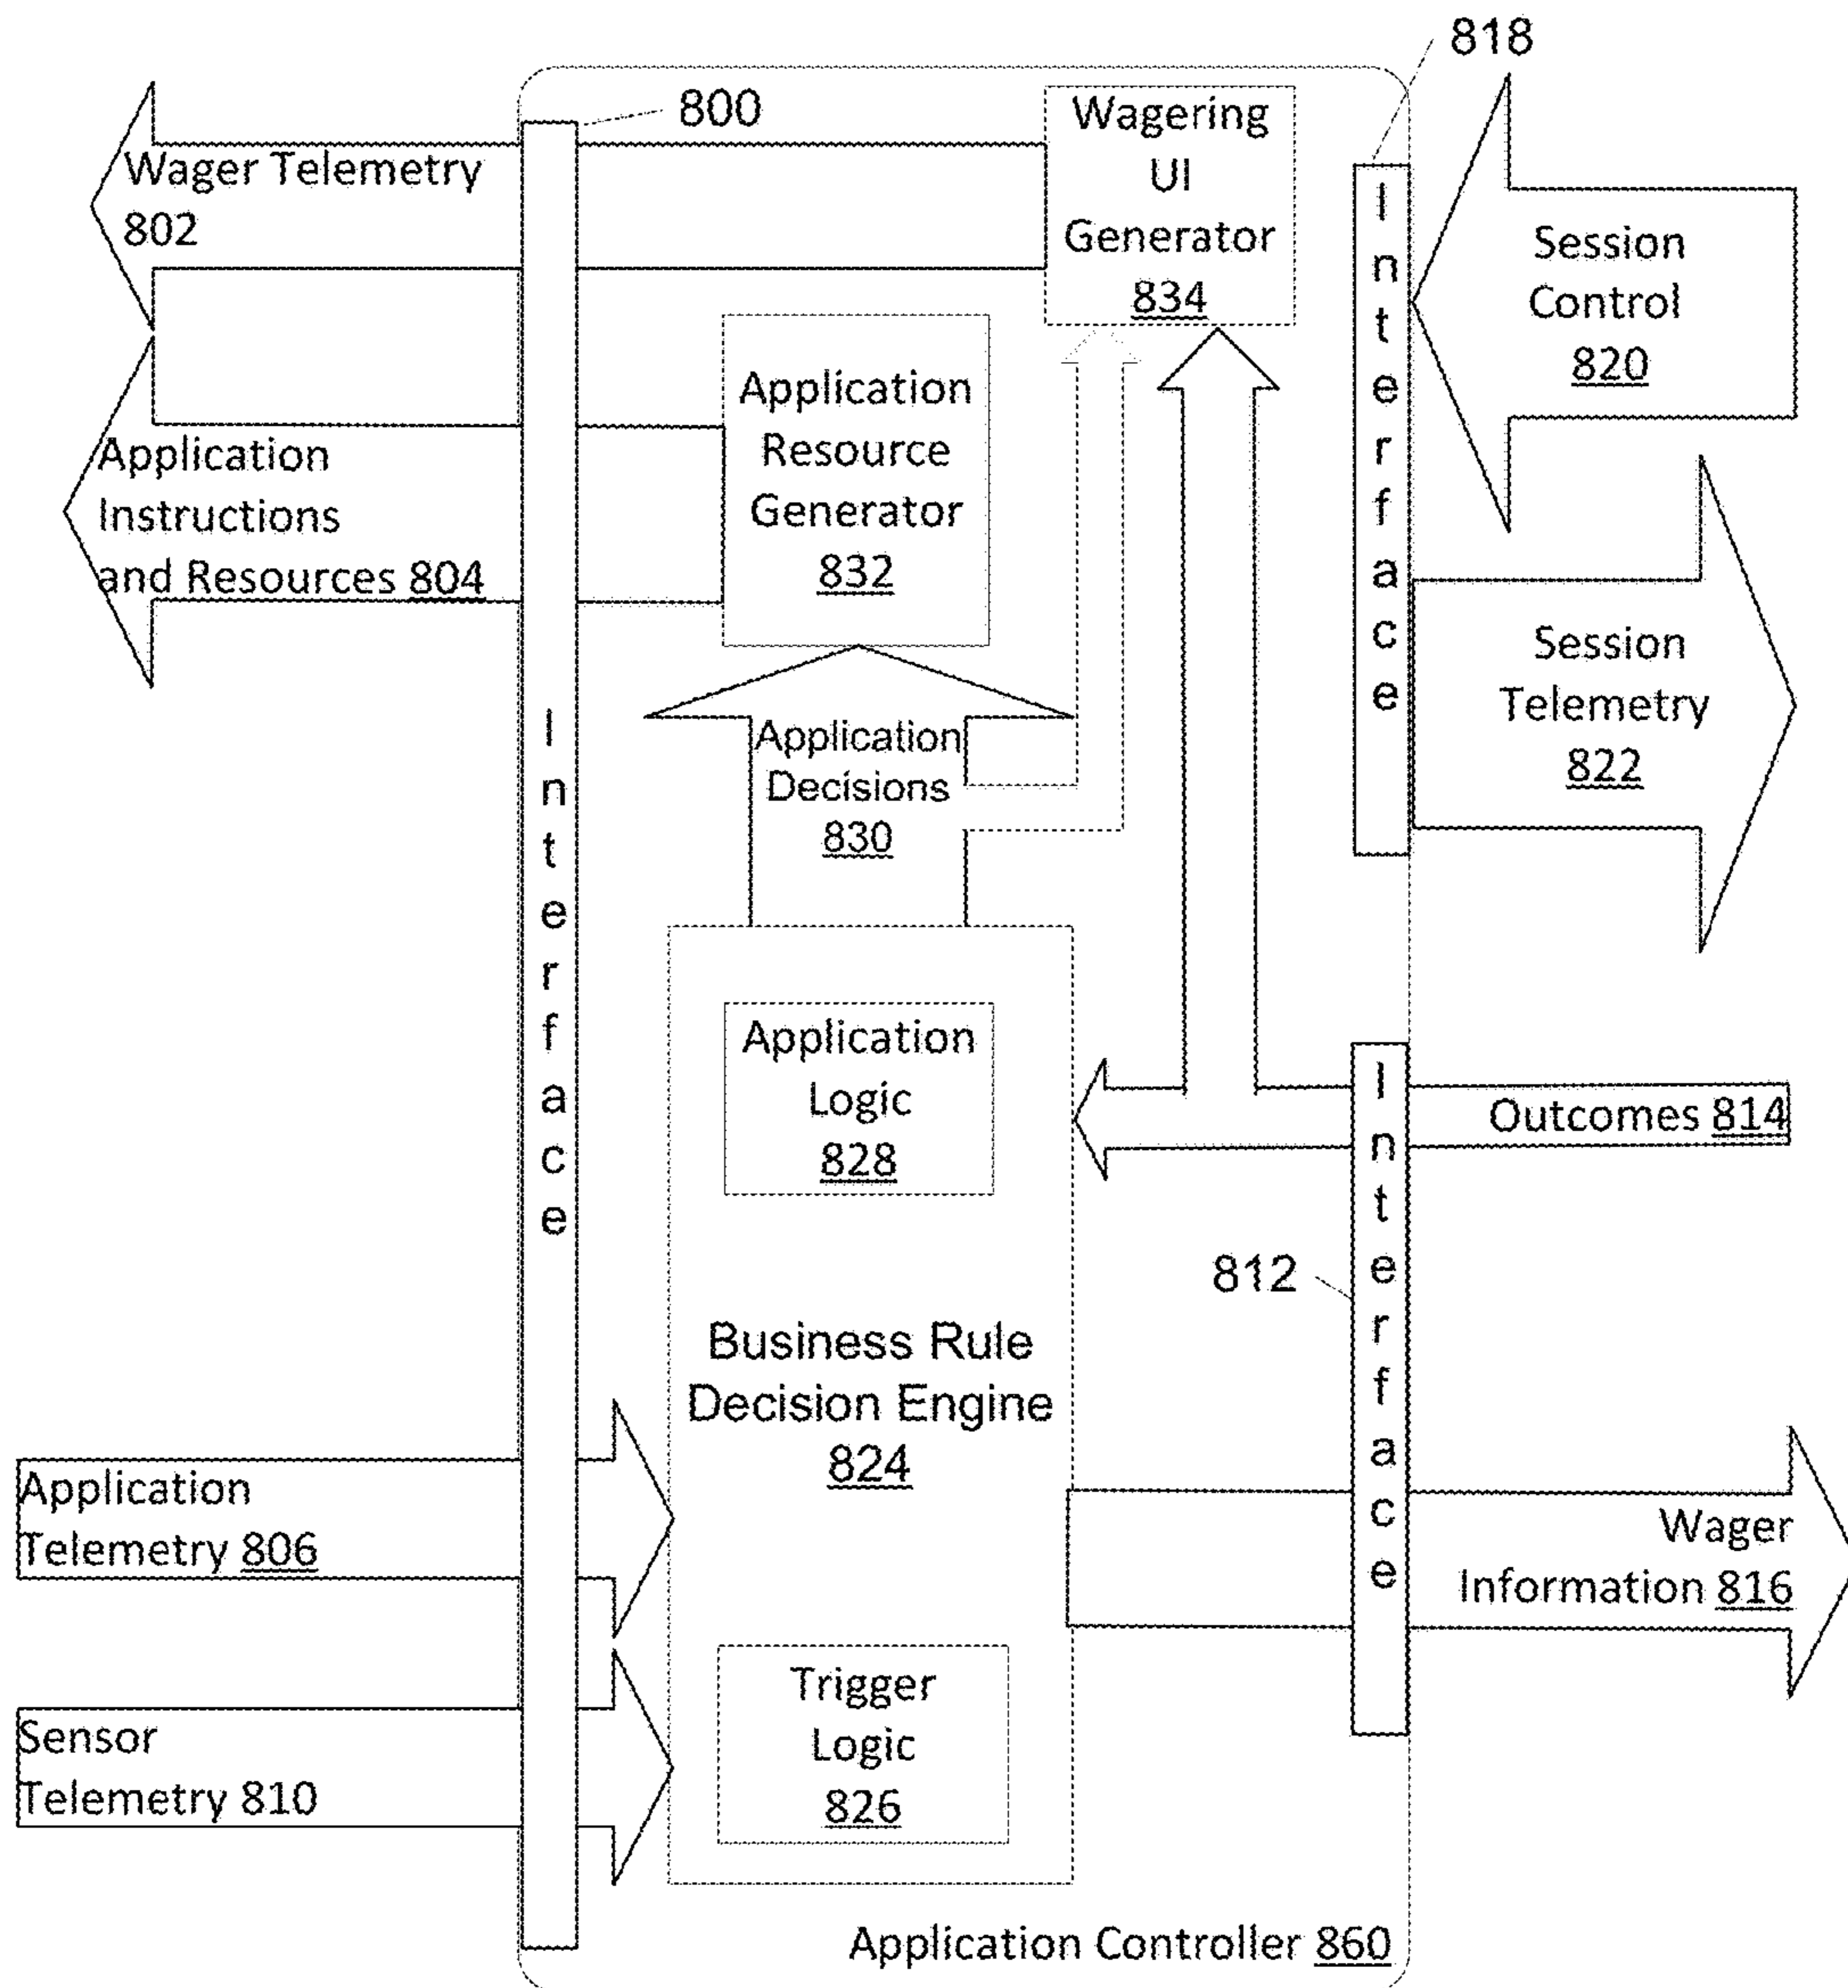 818
800
Wagering
UI
Generator
834
Wager Telemetry
802
Interface
Session
Control
820
Application
Resource
Generator
832
Application
Instructions
and Resources 804
Session
Telemetry
822
Interface
Application
Decisions
830
Application
Logic
828
Interface
Outcomes 814
812
Business Rule
Decision Engine
824
Application
Telemetry 806
Wager
Information 816
Trigger
Logic
826
Sensor
Telemetry 810
Application Controller 860